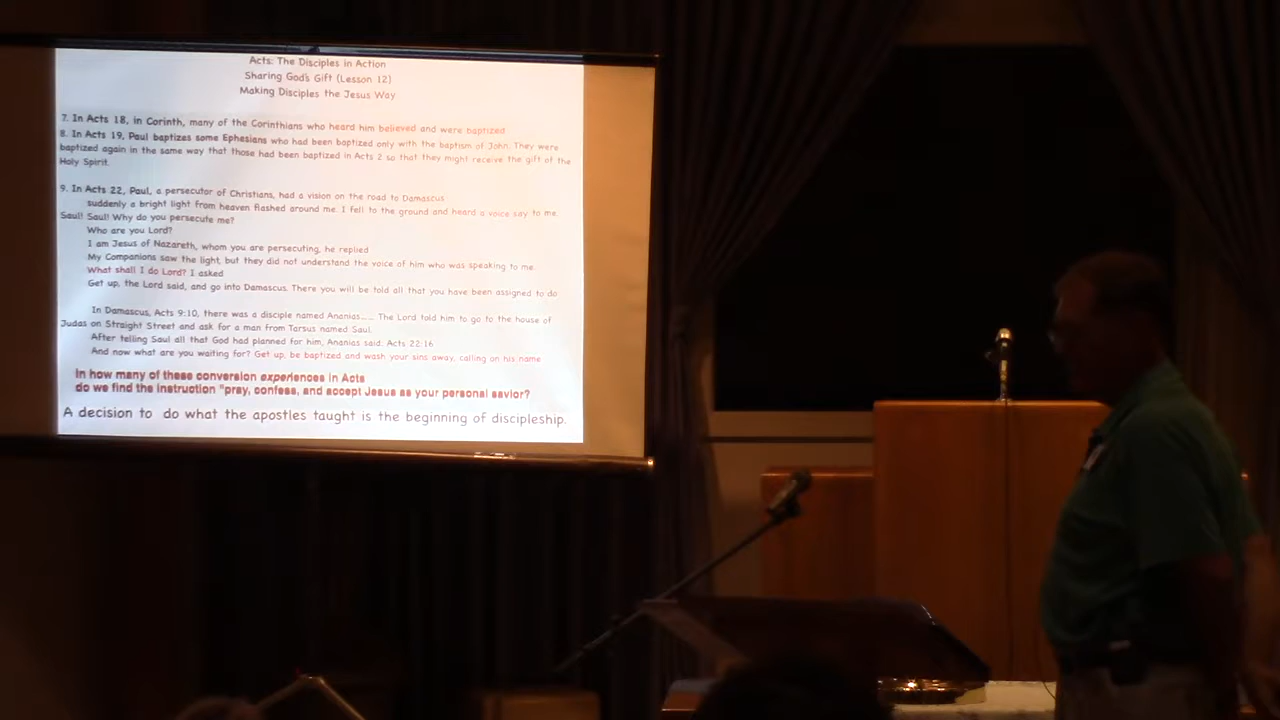 Acts: The Disciples in Action
Sharing God's Gift (Lesson 12)
Making Disciples the Jesus Way
7. In Acts 18, in Corinth, many of the Corinthians who heard him believed and were baptized.
8. In Acts 19, Paul baptizes some Ephesians who had been baptized only with the baptism of John. They were
baptized again in the same way that those had been baptized in Acts 2 so that they might receive the gift of the
Holy Spirit.
9. In Acts 22, Paul, a persecutor of Christians, had a vision on the road to Damascus
suddenly a bright light from heaven flashed around me. I fell to the ground and heard a voice say to me.
Saul! Saul! Why do you persecute me?
Who are you Lord?
I am Jesus of Nazareth, whom you are persecuting, he replied
My Companions saw the light, but they did not understand the voice of him who was speaking to me.
What shall I do Lord? I asked
Get up, the Lord said, and go into Damascus. There you will be told all that you have been assigned to do
In Damascus, Acts 9:10, there was a disciple named Ananias..... The Lord told him to go to the house of
Judas on Straight Street and ask for a man from Tarsus named Saul.
After telling Saul all that God had planned for him, Ananias said: Acts 22:16
And now what are you waiting for? Get up, be baptized and wash your sins away, calling on his name
In how many of these conversion experiences in Acts
do we find the instruction "pray, confess, and accept Jesus as your personal savior?
A decision to do what the apostles taught is the beginning of discipleship.